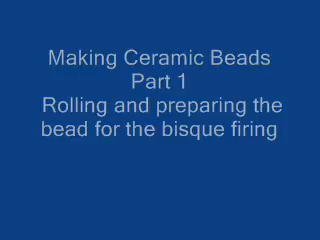 Making Ceramic Beads
Part 1
Rolling and preparing the
bead for the bisque firing